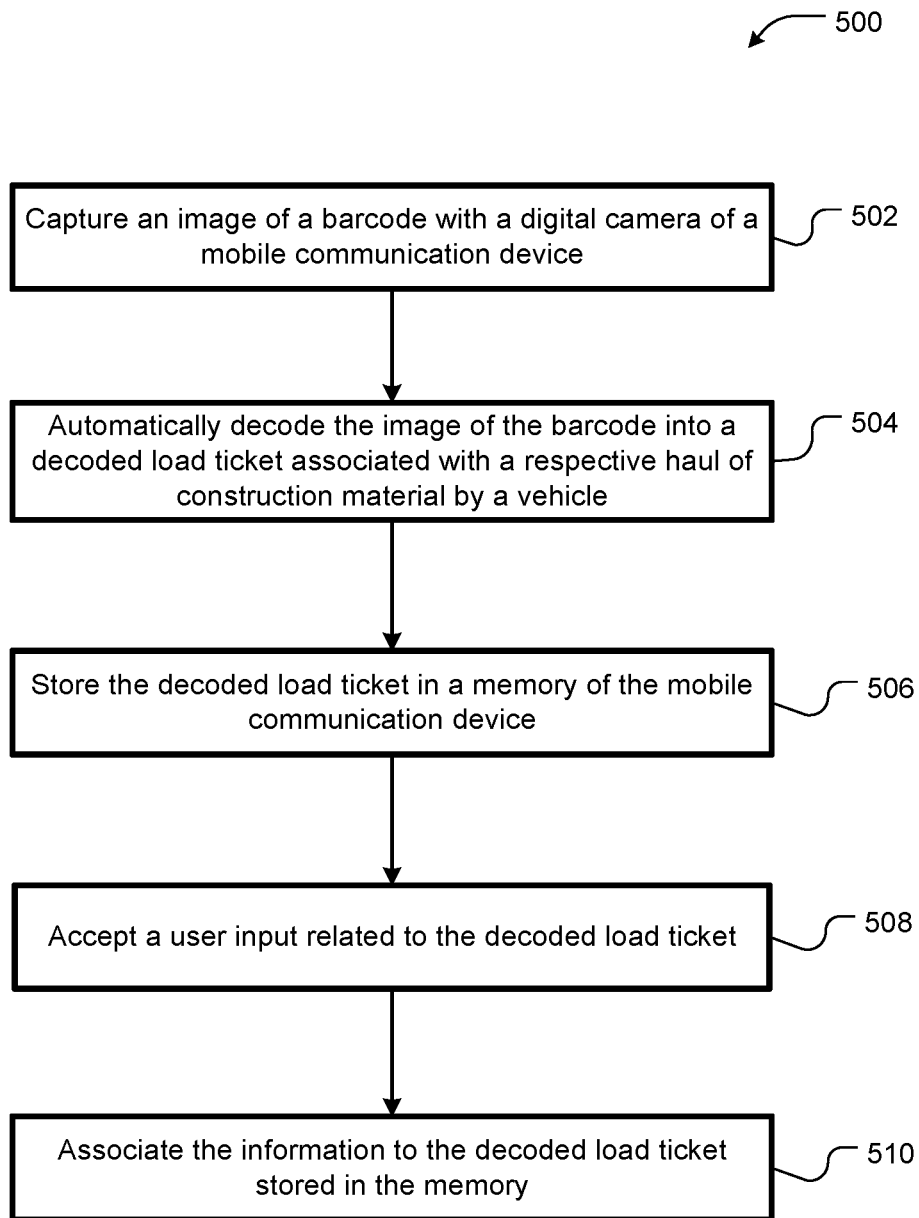 500
Capture an image of a barcode with a digital camera of a
mobile communication device
502
Automatically decode the image of the barcode into a
decoded load ticket associated with a respective haul of
construction material by a vehicle
504
Store the decoded load ticket in a memory of the mobile
communication device
506
Accept a user input related to the decoded load ticket
508
Associate the information to the decoded load ticket
stored in the memory
510